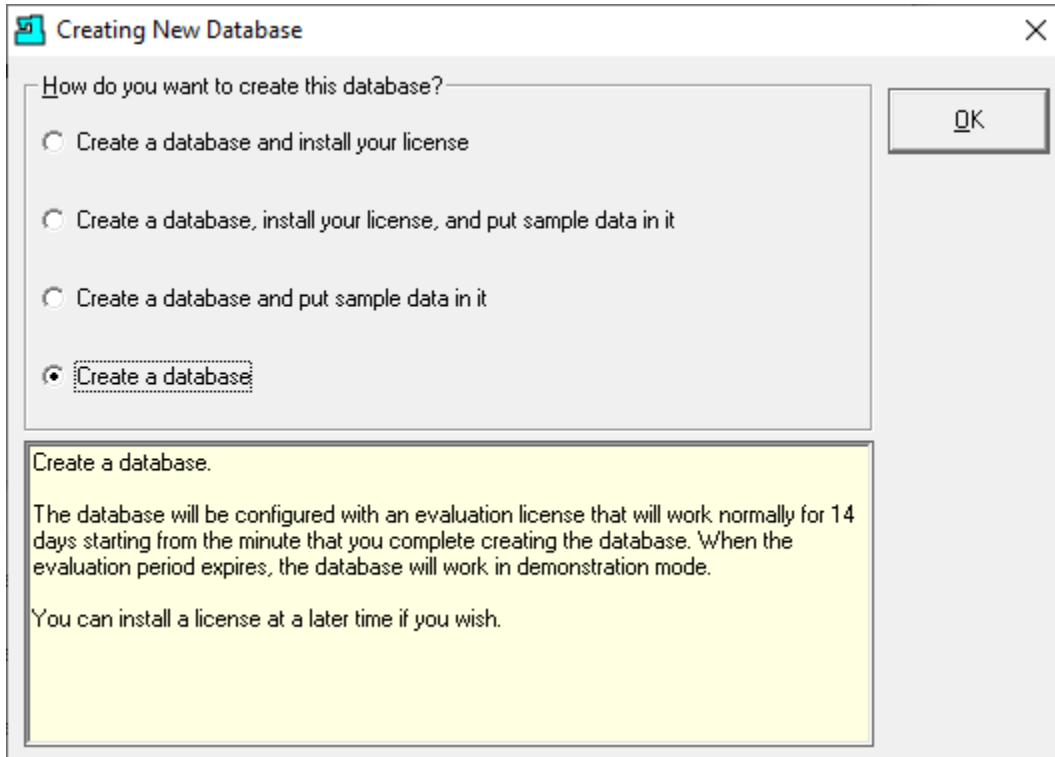 Creating New Database
How do you want to create this database?
OK
Create a database and install your license
Create a database, install your license, and put sample data in it
Create a database and put sample data in it
Create a database
Create a database.
The database will be configured with an evaluation license that will work normally for 14
days starting from the minute that you complete creating the database. When the
evaluation period expires, the database will work in demonstration mode.
You can install a license at a later time if you wish.